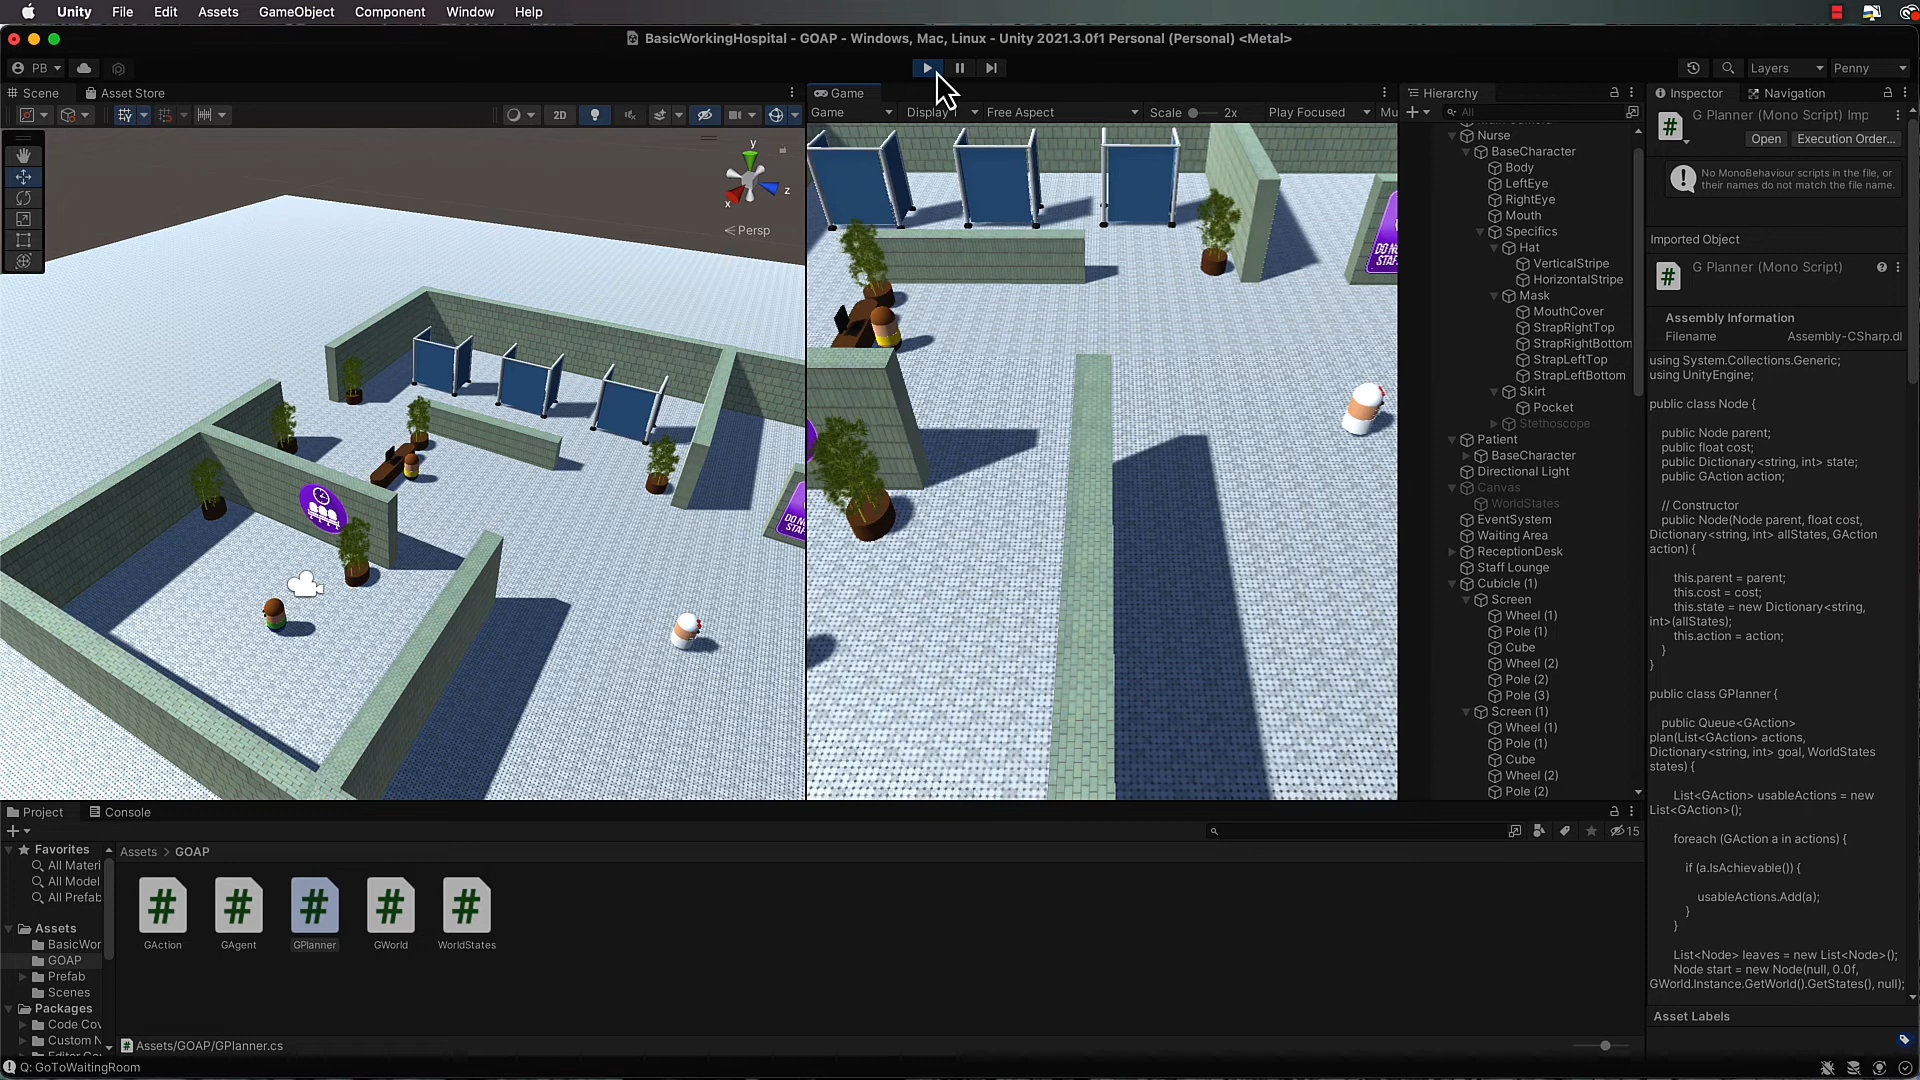 Unity File Edit Assets GameObject Component Window Help
BasicWorkingHospital - GOAP - Windows, Mac, Linux - Unity 2021.3.0f1 Personal (Personal) <Metal>
PB
Layers
Penny
Scene
Asset Store
Game
Hierarchy
Inspector
Navigation
2D
Game
Display 1
Free Aspect
Scale
2x
Play Focused
Mu
All
y
z
x
Persp
DO N
STAF
DO NO
Nurse
BaseCharacter
Body
LeftEye
RightEye
Mouth
Specifics
Hat
VerticalStripe
HorizontalStripe
Mask
MouthCover
StrapRightTop
StrapRightBottom
StrapLeftTop
StrapLeftBottom
Skirt
Pocket
Stethoscope
Patient
BaseCharacter
Directional Light
Canvas
WorldStates
EventSystem
Waiting Area
ReceptionDesk
Staff Lounge
Cubicle (1)
Screen
Wheel (1)
Pole (1)
Cube
Wheel (2)
Pole (2)
Pole (3)
Screen (1)
Wheel (1)
Pole (1)
Cube
Wheel (2)
Pole (2)
G Planner (Mono Script) Imp
Open
Execution Order...
No MonoBehaviour scripts in the file, or
their names do not match the file name.
Imported Object
G Planner (Mono Script)
Assembly Information
Filename Assembly-CSharp.dl
using System.Collections.Generic;
using UnityEngine;
public class Node {
public Node parent;
public float cost;
public Dictionary<string, int> state;
public GAction action;
// Constructor
public Node(Node parent, float cost,
Dictionary<string, int> allStates, GAction
action) {
this.parent = parent;
this.cost = cost;
this.state = new Dictionary<string,
int>(allStates);
this.action = action;
}
}
public class GPlanner {
public Queue<GAction>
plan(List<GAction> actions,
Dictionary<string, int> goal, WorldStates
states) {
List<GAction> usableActions = new
List<GAction>();
foreach (GAction a in actions) {
if (a.IsAchievable()) {
usableActions.Add(a);
}
}
List<Node> leaves = new List<Node>();
Node start = new Node(null, 0.0f,
GWorld.Instance.GetWorld().GetStates(), null);
Asset Labels
Project
Console
15
Favorites
All Materi
All Model
All Prefab
Assets
BasicWor
GOAP
Prefab
Scenes
Packages
Code Cov
Custom N
Assets > GOAP
GAction
GAgent
GPlanner
GWorld
WorldStates
Assets/GOAP/GPlanner.cs
Q: GoToWaitingRoom